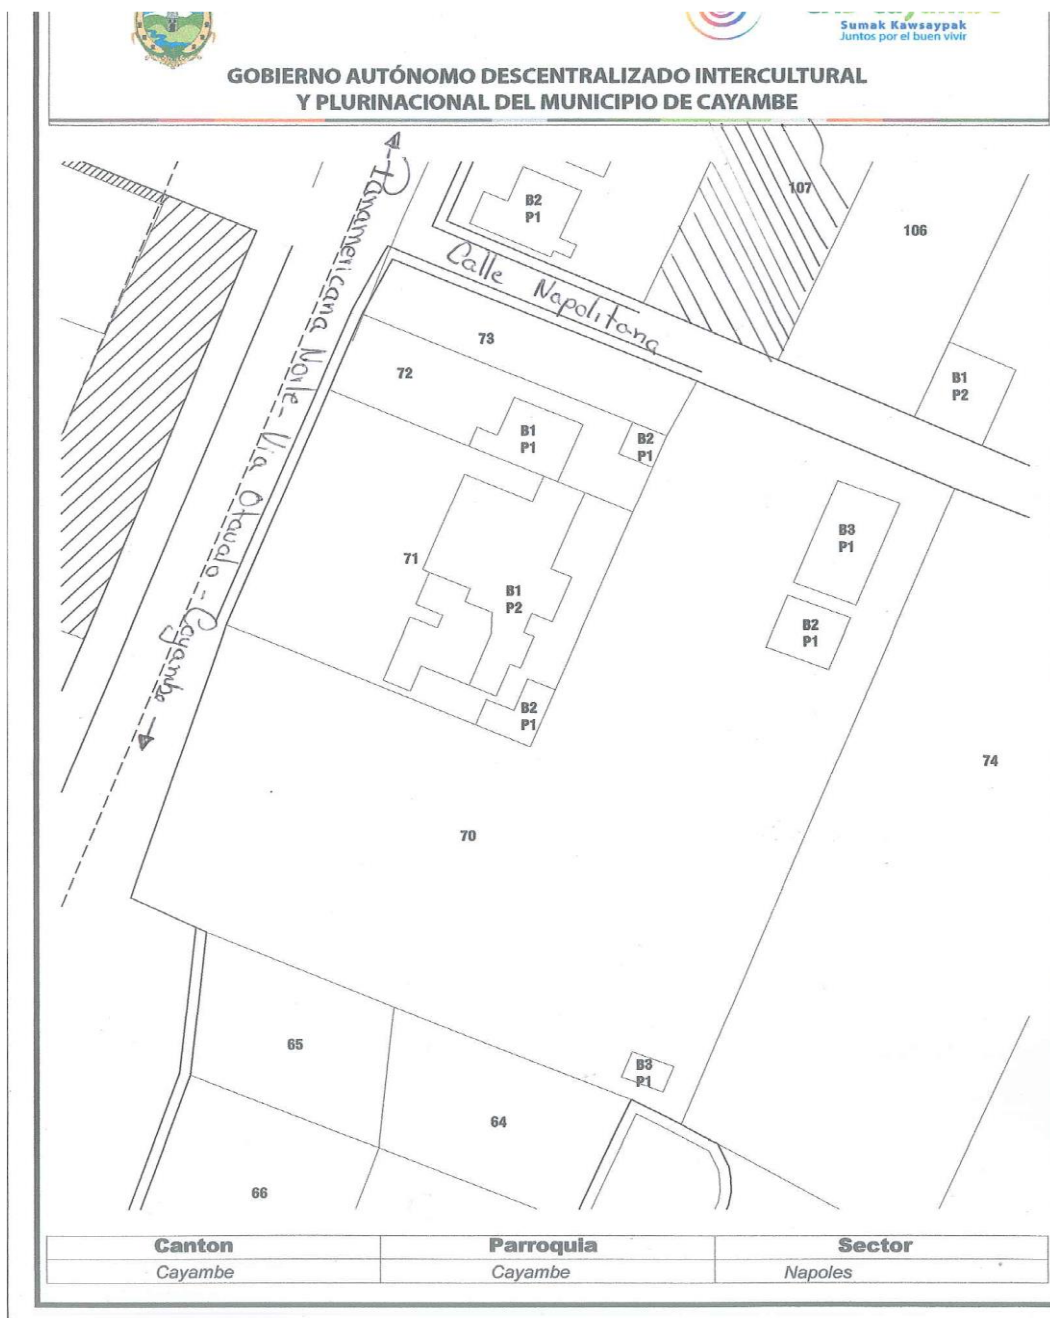 Sumak Kawsaypak
Juntos por el buen vivir
GOBIERNO AUTÓNOMO DESCENTRALIZADO INTERCULTURAL
Y PLURINACIONAL DEL MUNICIPIO DE CAYAMBE
Panamericana Norte - Via Otavalo - Cayambe
Calle Napolitana
B2
P1
107
106
73
72
B1
P2
B1
P1
B2
P1
71
B3
P1
B1
P2
B2
P1
B2
P1
74
70
65
B3
P1
64
66
Canton Parroquia Sector
Cayambe Cayambe Napoles